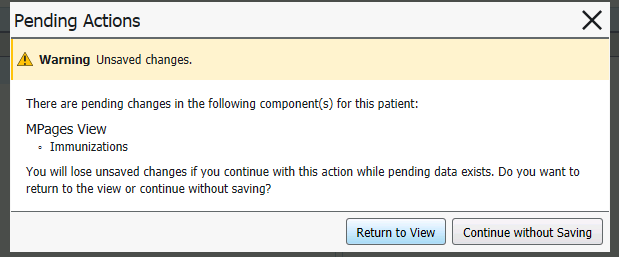 Pending Actions
Warning Unsaved changes.
There are pending changes in the following component(s) for this patient:
MPages View
◦ Immunizations
You will lose unsaved changes if you continue with this action while pending data exists. Do you want to
return to the view or continue without saving?
Return to View Continue without Saving